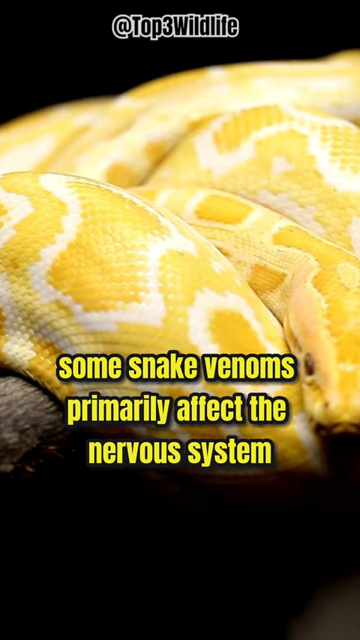 @Top3Wildlife
some snake venoms
primarily affect the
nervous system